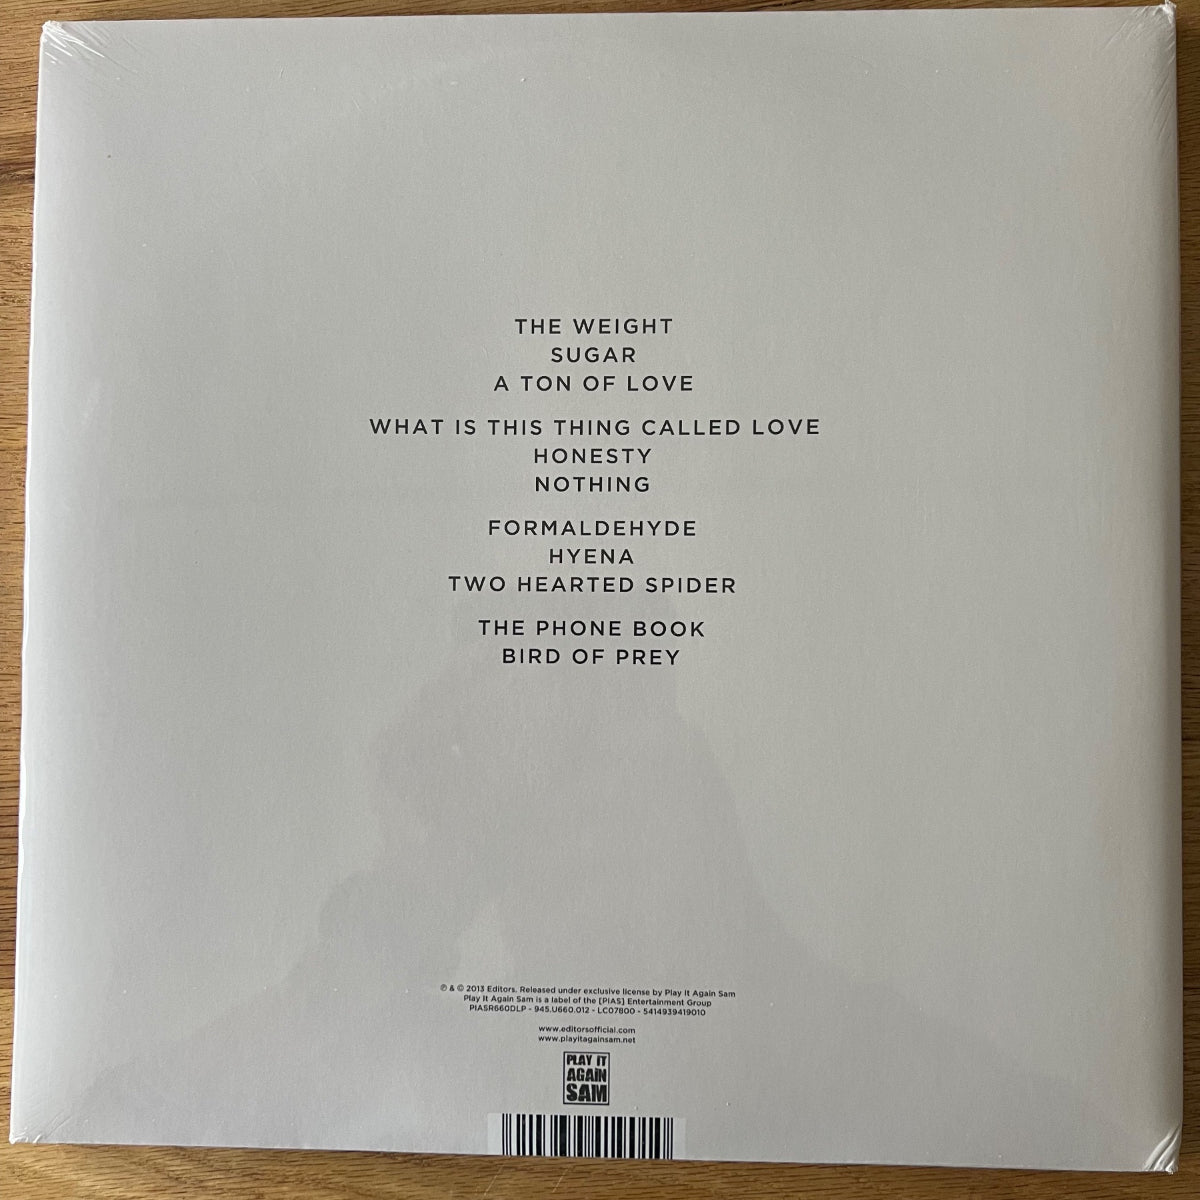 THE WEIGHT
SUGAR
A TON OF LOVE
WHAT IS THIS THING CALLED LOVE
HONESTY
NOTHING
FORMALDEHYDE
HYENA
TWO HEARTED SPIDER
THE PHONE BOOK
BIRD OF PREY
℗ & © 2013 Editors. Released under exclusive license by Play It Again Sam
Play It Again Sam is a label of the [PIAS] Entertainment Group
PIASR660DLP - 945.U660.012 - LC07800 - 5414939419010
www.editorsofficial.com
www.playitagainsam.net
PLAY IT
AGAIN
SAM